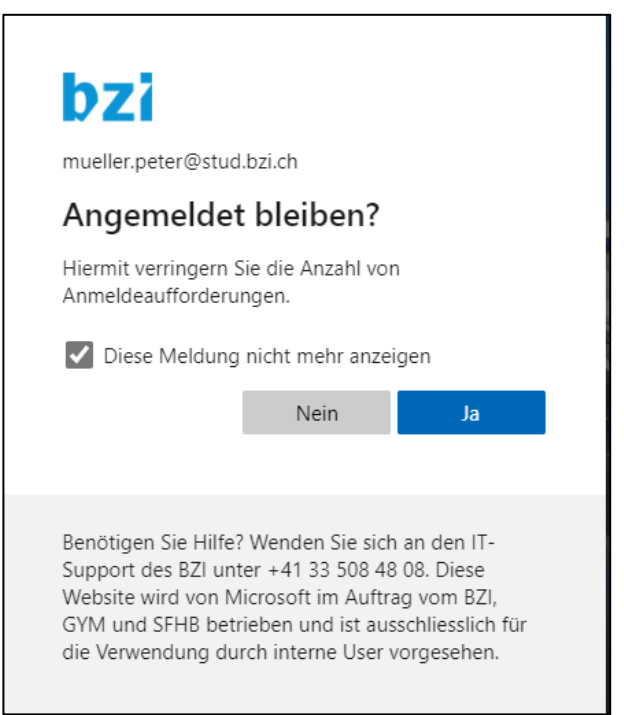 bzi
mueller.peter@stud.bzi.ch
Angemeldet bleiben?
Hiermit verringern Sie die Anzahl von
Anmeldeaufforderungen.
Diese Meldung nicht mehr anzeigen
Nein
Ja
Benötigen Sie Hilfe? Wenden Sie sich an den IT-
Support des BZI unter +41 33 508 48 08. Diese
Website wird von Microsoft im Auftrag vom BZI,
GYM und SFHB betrieben und ist ausschliesslich für
die Verwendung durch interne User vorgesehen.